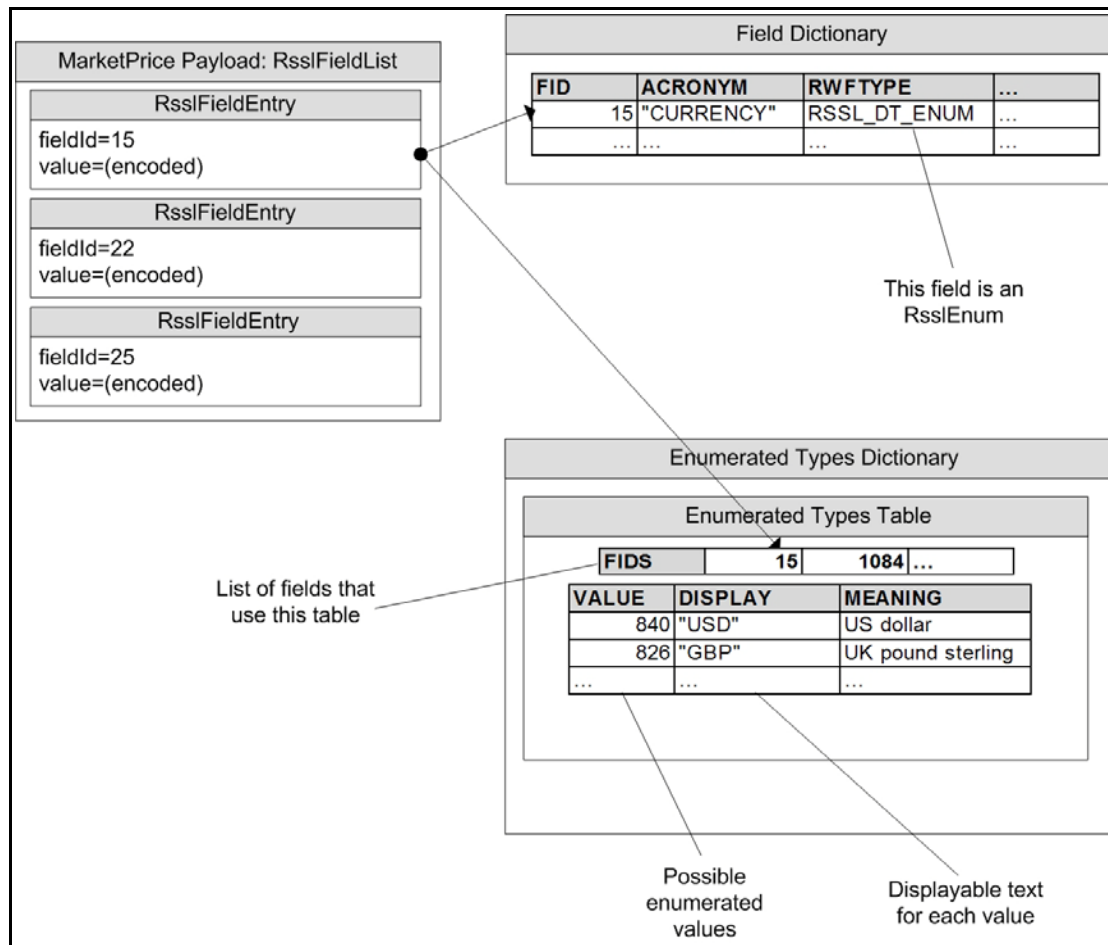 MarketPrice Payload: RsslFieldList
RsslFieldEntry
fieldId=15
value=(encoded)
RsslFieldEntry
fieldId=22
value=(encoded)
RsslFieldEntry
fieldId=25
value=(encoded)
Field Dictionary
FID ACRONYM RWFTYPE ...
15 "CURRENCY" RSSL_DT_ENUM ...
... ... ... ...
This field is an
RsslEnum
Enumerated Types Dictionary
Enumerated Types Table
FIDS 15 1084 ...
List of fields that
use this table
VALUE DISPLAY MEANING
840 "USD" US dollar
826 "GBP" UK pound sterling
... ... ...
Possible
enumerated
values
Displayable text
for each value